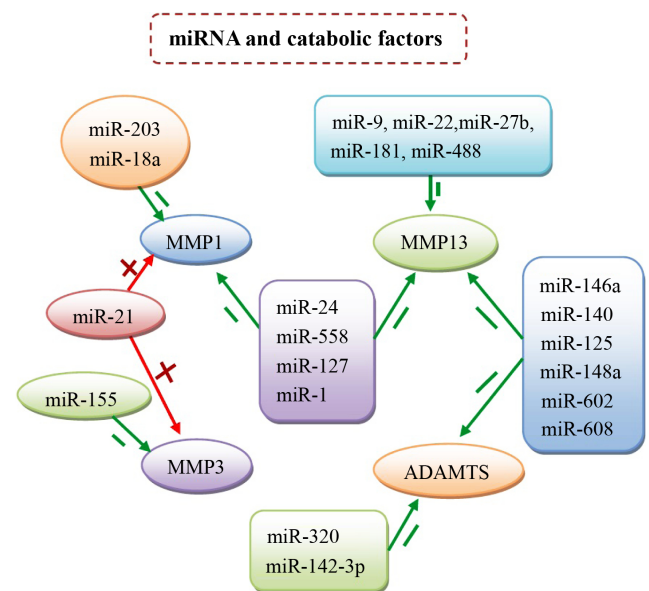 miRNA and catabolic factors
miR-203
miR-18a
miR-9, miR-22,miR-27b,
miR-181, miR-488
MMP1
MMP13
miR-21
miR-24
miR-558
miR-127
miR-1
miR-146a
miR-140
miR-125
miR-148a
miR-602
miR-608
miR-155
MMP3
ADAMTS
miR-320
miR-142-3p